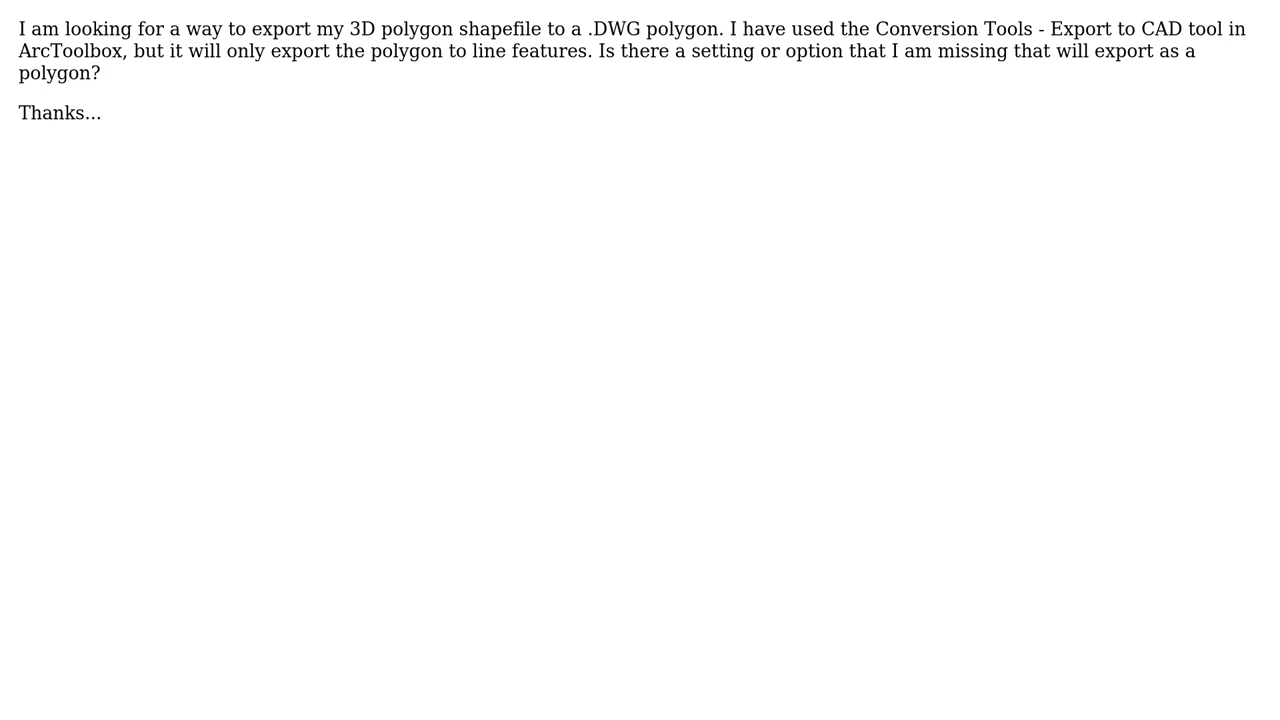 I am looking for a way to export my 3D polygon shapefile to a .DWG polygon. I have used the Conversion Tools - Export to CAD tool in
ArcToolbox, but it will only export the polygon to line features. Is there a setting or option that I am missing that will export as a
polygon?
Thanks...